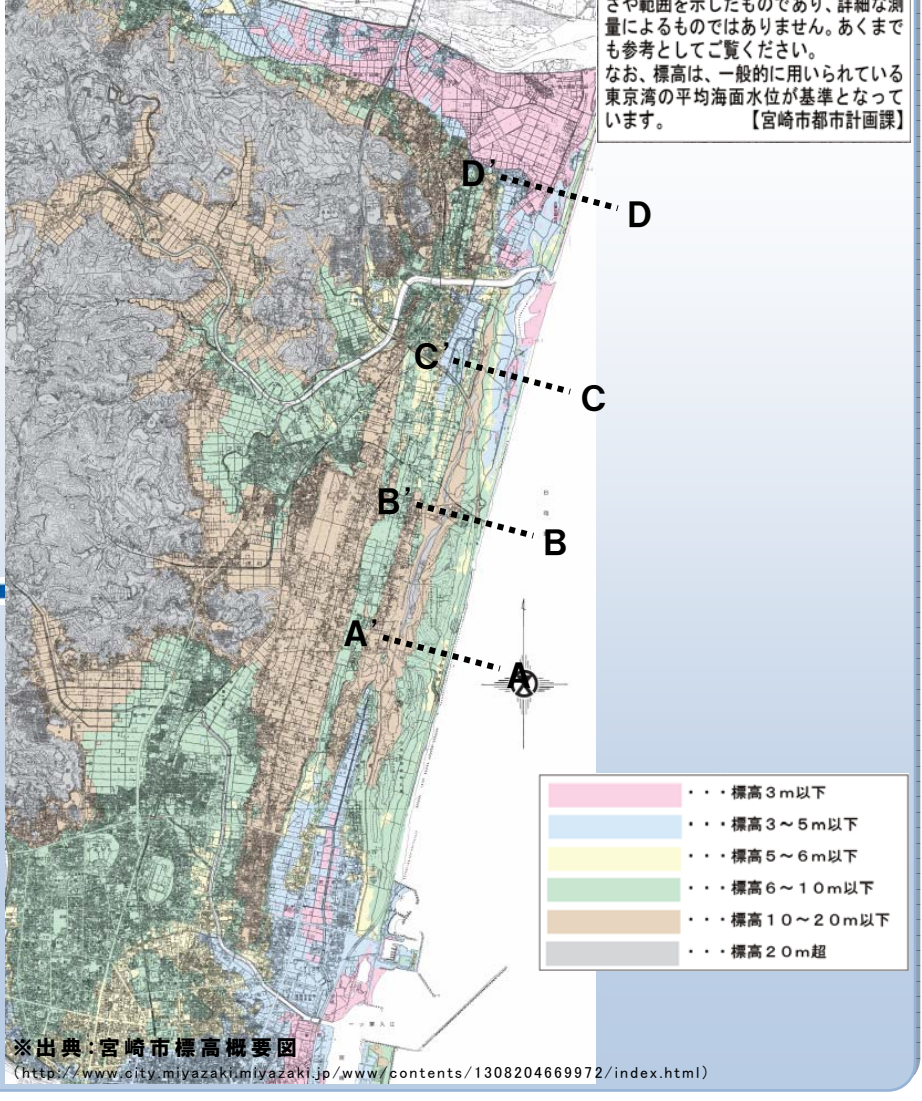 さや範囲を示したものであり、詳細な測
量によるものではありません。あくまで
も参考としてご覧ください。
なお、標高は、一般的に用いられている
東京湾の平均海面水位が基準となって
います。　【宮崎市都市計画課】
D'
D
C'
C
B'
B
A'
A
・・・標高3m以下
・・・標高3～5m以下
・・・標高5～6m以下
・・・標高6～10m以下
・・・標高10～20m以下
・・・標高20m超
※出典:宮崎市標高概要図
(http://www.city.miyazaki.miyazaki.jp/www/contents/1308204669972/index.html)